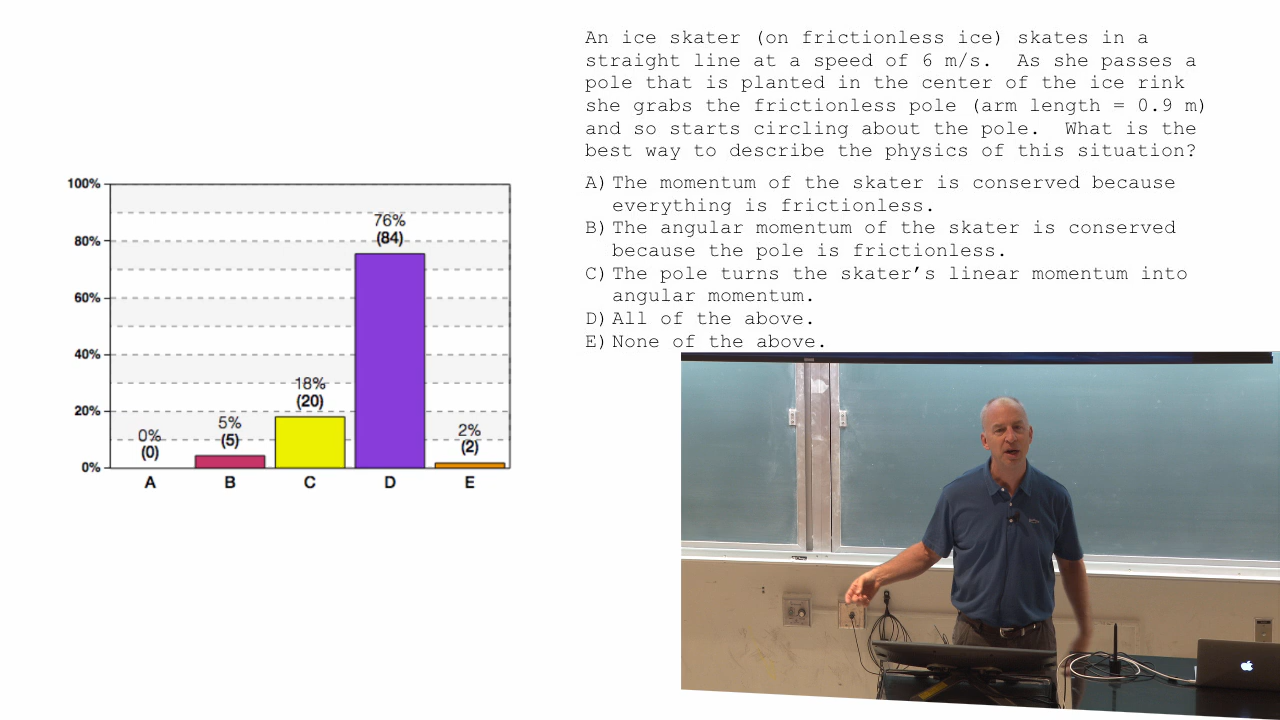 An ice skater (on frictionless ice) skates in a
straight line at a speed of 6 m/s. As she passes a
pole that is planted in the center of the ice rink
she grabs the frictionless pole (arm length = 0.9 m)
and so starts circling about the pole. What is the
best way to describe the physics of this situation?
A) The momentum of the skater is conserved because
everything is frictionless.
B) The angular momentum of the skater is conserved
because the pole is frictionless.
C) The pole turns the skater’s linear momentum into
angular momentum.
D) All of the above.
E) None of the above.
100%
80%
60%
40%
20%
0%
0%
(0)
5%
(5)
18%
(20)
76%
(84)
2%
(2)
A B C D E